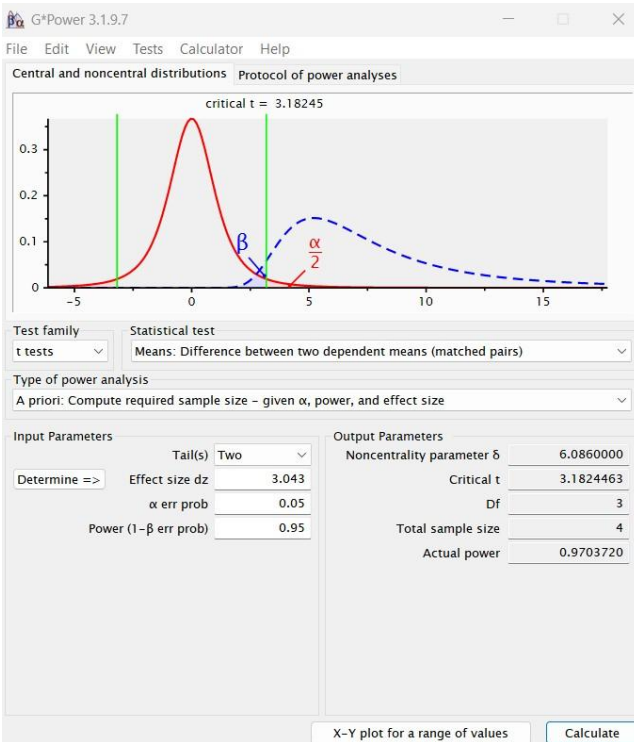 G*Power 3.1.9.7
File Edit View Tests Calculator Help
Central and noncentral distributions Protocol of power analyses
critical t = 3.18245
0.3
0.2
0.1
0
β
α
2
-5 0 5 10 15
Test family Statistical test
t tests Means: Difference between two dependent means (matched pairs)
Type of power analysis
A priori: Compute required sample size – given α, power, and effect size
Input Parameters Output Parameters
Tail(s) Two Noncentrality parameter δ 6.0860000
Determine => Effect size dz 3.043 Critical t 3.1824463
α err prob 0.05 Df 3
Power (1-β err prob) 0.95 Total sample size 4
Actual power 0.9703720
X-Y plot for a range of values Calculate